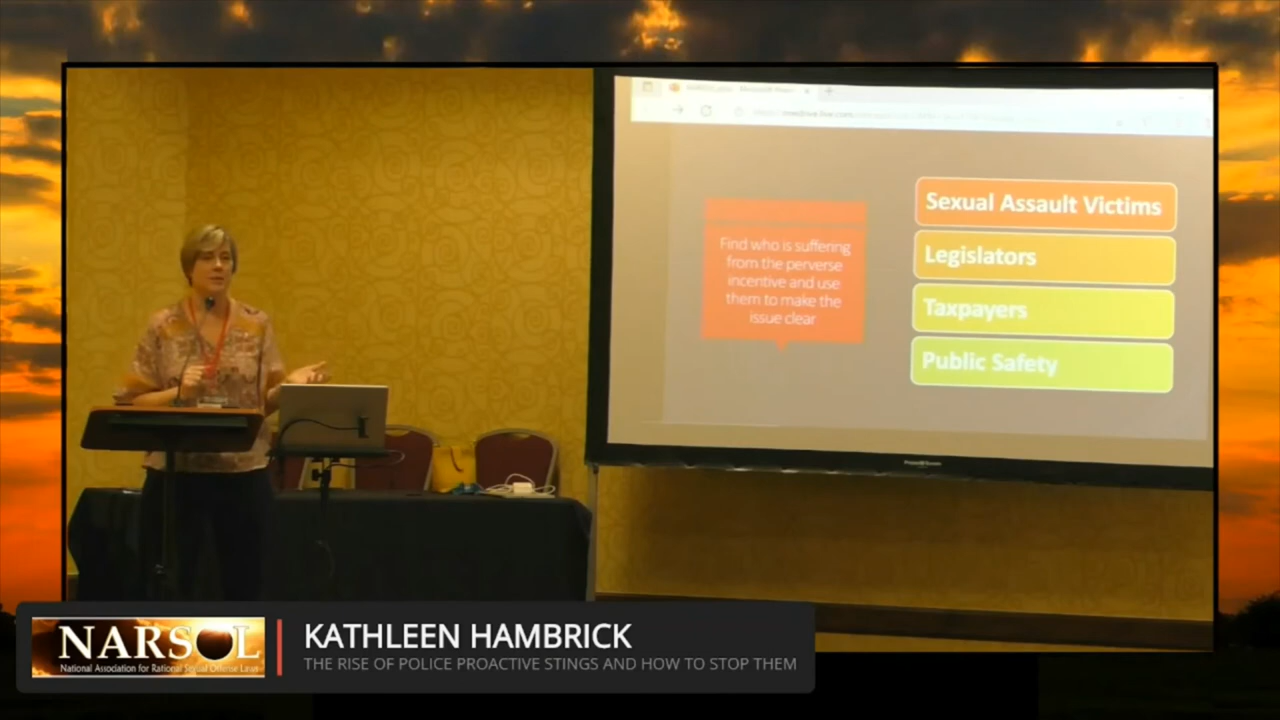 Find who is suffering
from the perverse
incentive and use
them to make the
issue clear
Sexual Assault Victims
Legislators
Taxpayers
Public Safety
NARSOL
National Association for Rational Sexual Offense Laws
KATHLEEN HAMBRICK
THE RISE OF POLICE PROACTIVE STINGS AND HOW TO STOP THEM